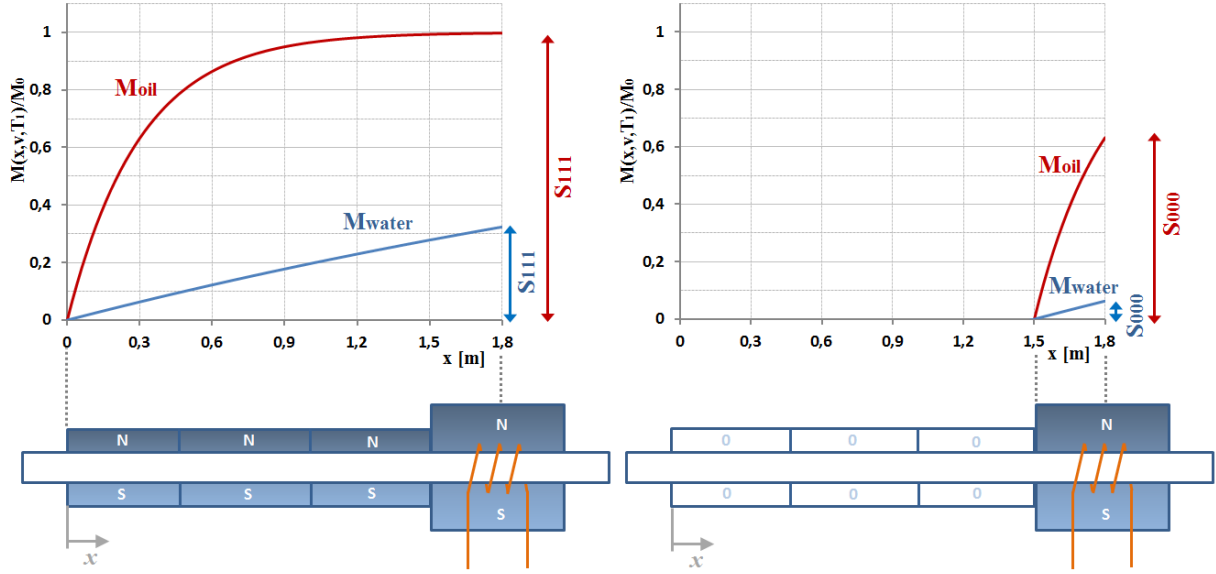 M(x,v,T1)/M0
1
0,8
0,6
0,4
0,2
0
Moil
Mwater
S111
S111
0 0,3 0,6 0,9 1,2 1,5 1,8
x [m]
N N N N
S S S S
x
M(x,v,T1)/M0
1
0,8
0,6
0,4
0,2
0
Moil
Mwater
S000
S000
0 0,3 0,6 0,9 1,2 1,5 1,8
x [m]
0 0 0 N
0 0 0 S
x